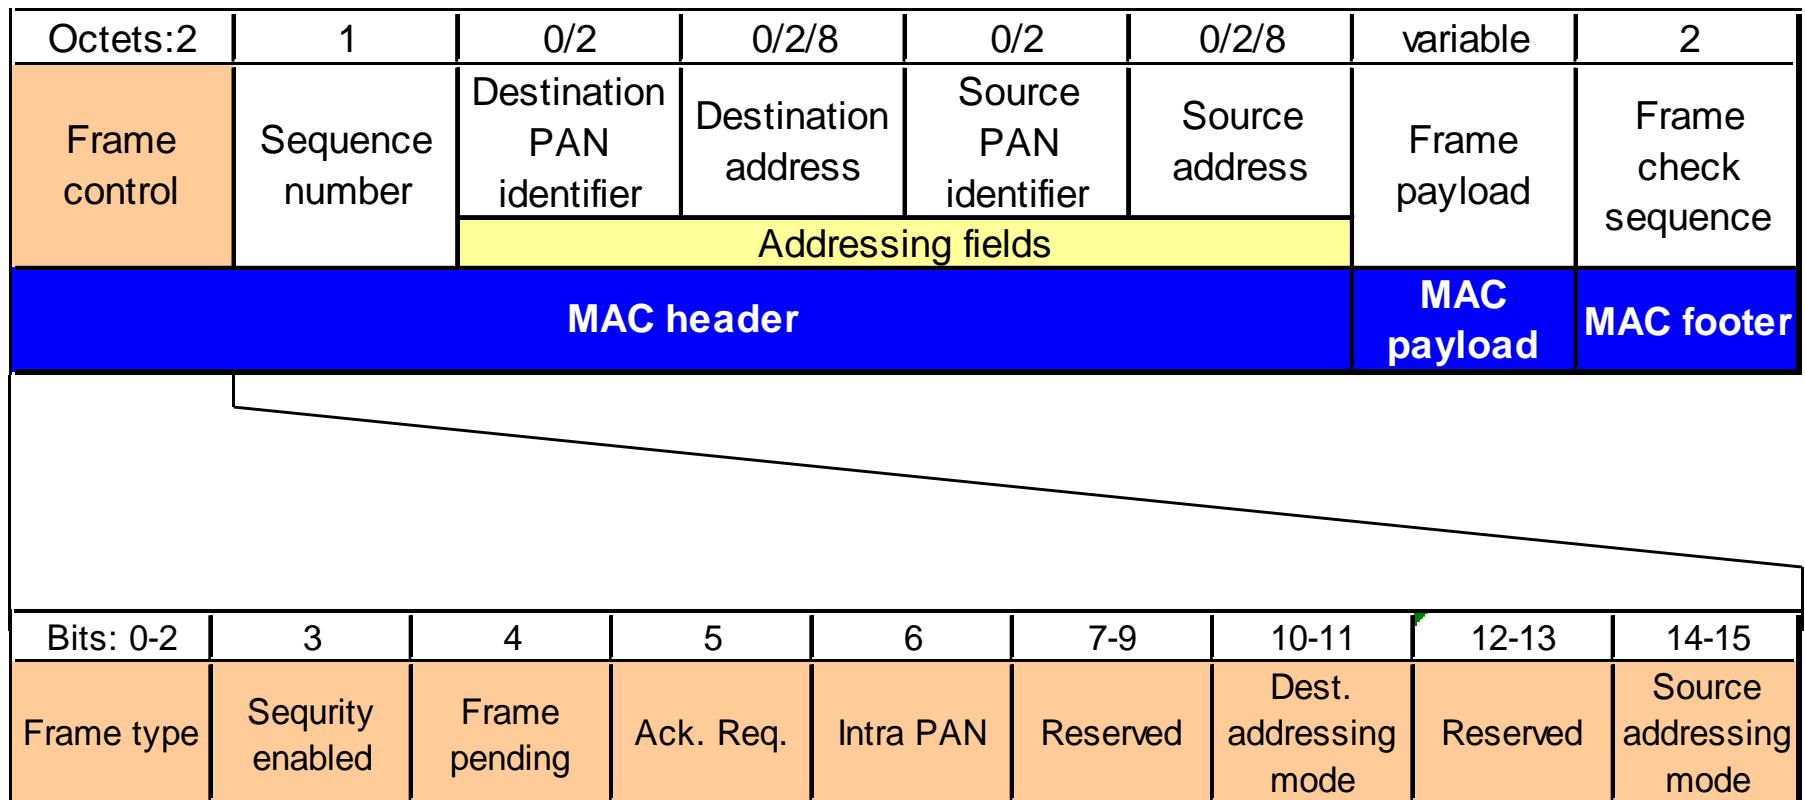 Octets:2 1 0/2 0/2/8 0/2 0/2/8 variable 2
Frame
control
Sequence
number
Destination
PAN
identifier
Destination
address
Source
PAN
identifier
Source
address
Frame
payload
Frame
check
sequence
Addressing fields
MAC header
MAC
payload
MAC footer
Bits: 0-2 3 4 5 6 7-9 10-11 12-13 14-15
Frame type
Sequrity
enabled
Frame
pending
Ack. Req.
Intra PAN
Reserved
Dest.
addressing
mode
Reserved
Source
addressing
mode